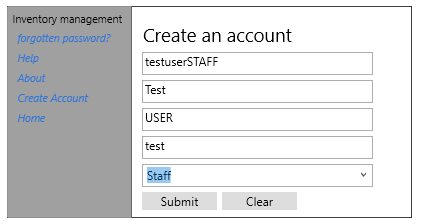 Inventory management
forgotten password?
Help
About
Create Account
Home
Create an account
testuserSTAFF
Test
USER
test
Staff
Submit
Clear